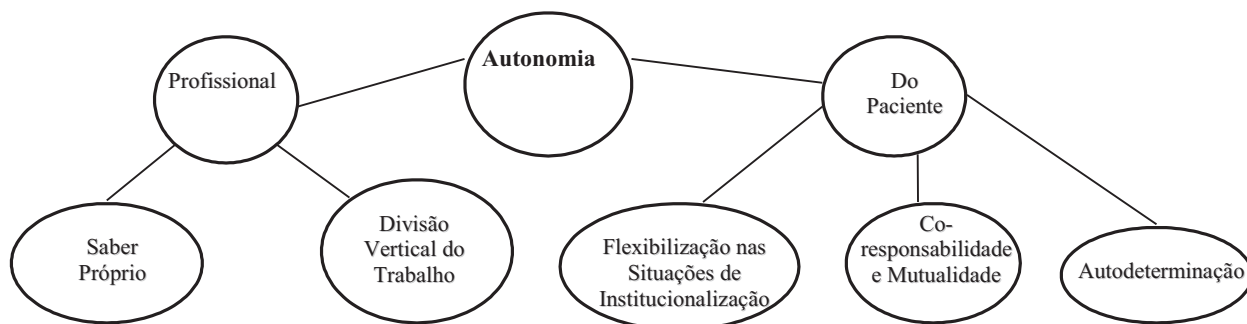 Autonomia
Profissional
Do
Paciente
Saber
Próprio
Divisão
Vertical do
Trabalho
Flexibilização nas
Situações de
Institucionalização
Co-
responsabilidade
e Mutualidade
Autodeterminação